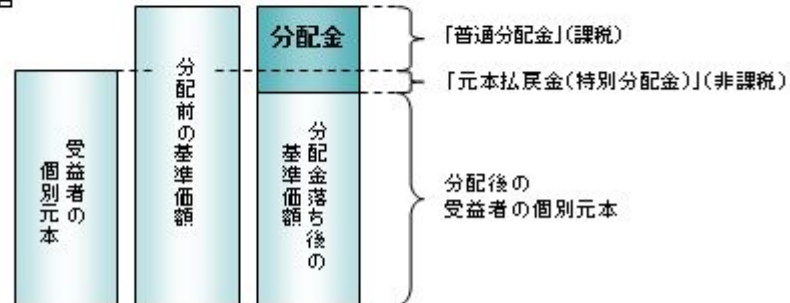 分配金
「普通分配金」(課税)
「元本払戻金(特別分配金)」(非課税)
受益者の
個別元本
分配前の基準価額
分配金落ち後の
基準価額
分配後の
受益者の個別元本